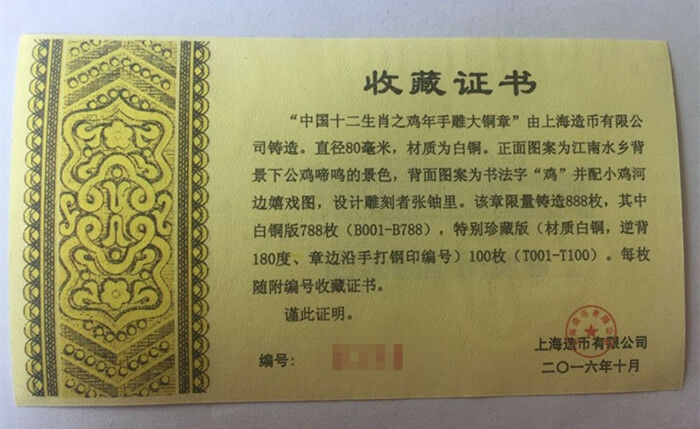 收藏证书
“中国十二生肖之鸡年手雕大铜章”由上海造币有限公
司铸造。直径80毫米，材质为白铜。正面图案为江南水乡背
景下公鸡啼鸣的景色，背面图案为书法字“鸡”并配小鸡河
边嬉戏图，设计雕刻者张铀里。该章限量铸造888枚，其中
白铜版788枚（B001-B788），特别珍藏版（材质白铜，逆背
180度、章边沿手打钢印编号）100枚（T001-T100）。每枚
随附编号收藏证书。
谨此证明。
编号：
上海造币有限公司
二〇一六年十月